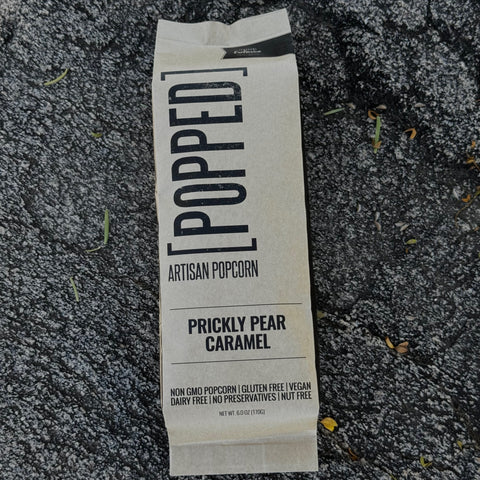 [POPPED]
ARTISAN POPCORN
PRICKLY PEAR
CARAMEL
NON GMO POPCORN | GLUTEN FREE | VEGAN
DAIRY FREE | NO PRESERVATIVES | NUT FREE
NET WT. 6.0 OZ (170G)